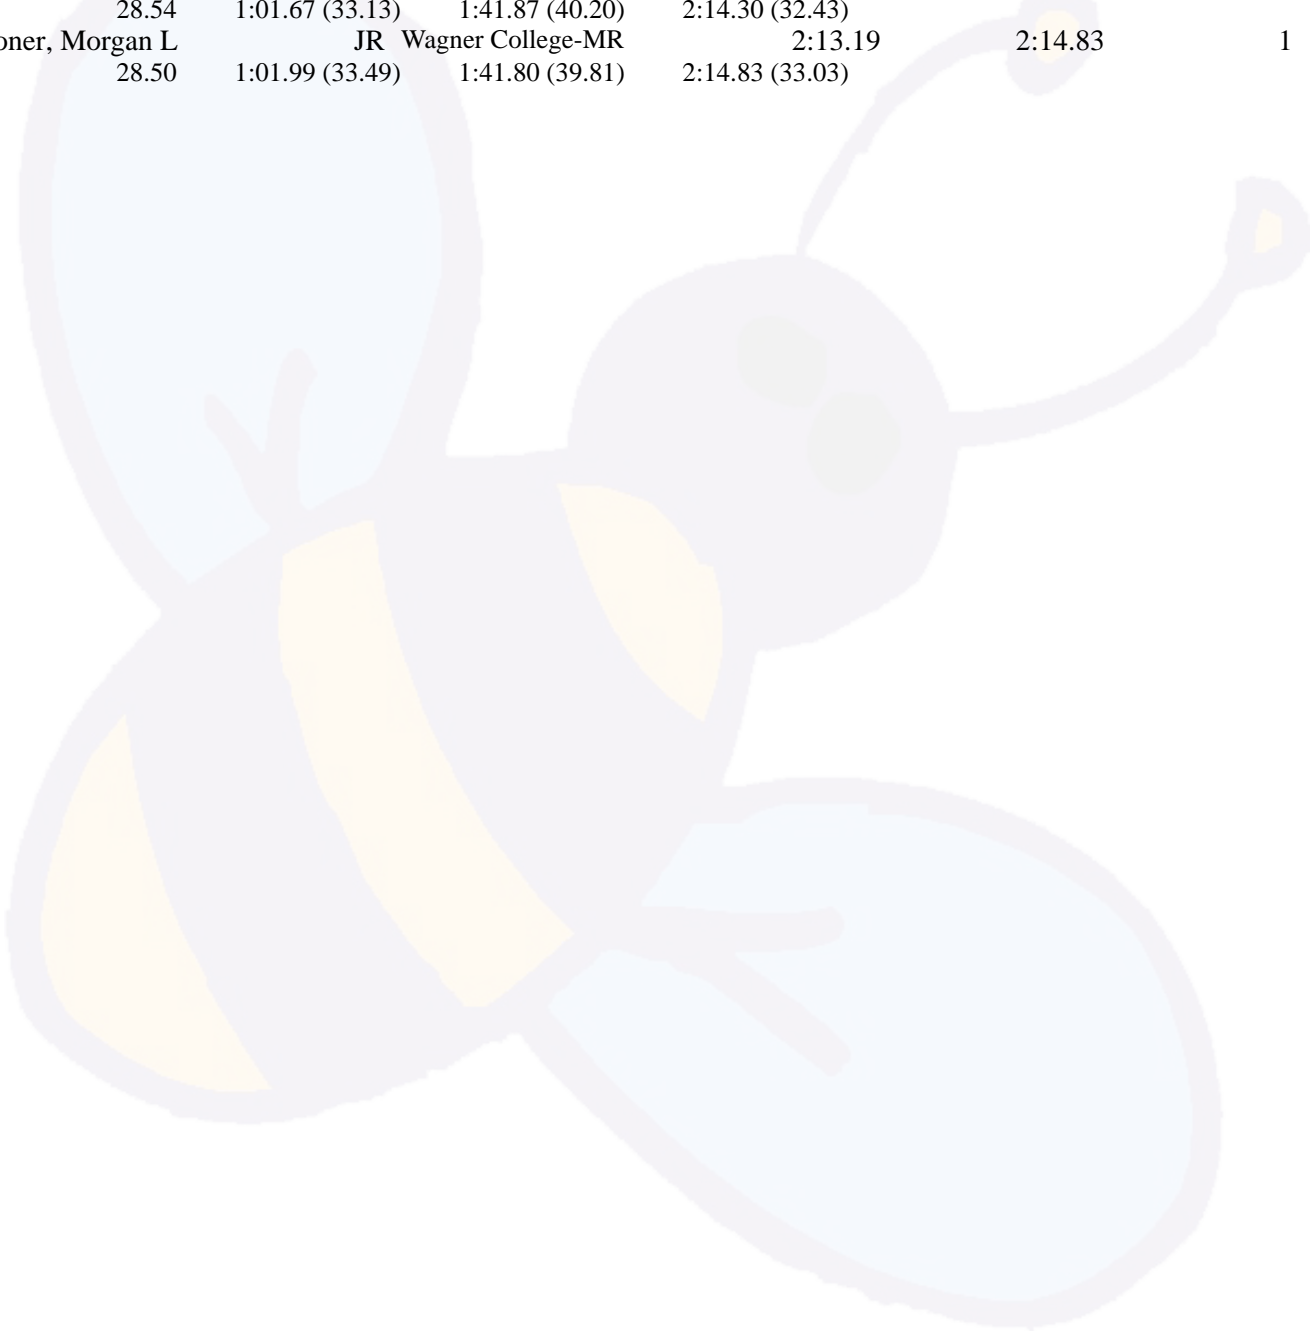 28.54 1:01.67 (33.13) 1:41.87 (40.20) 2:14.30 (32.43)
oner, Morgan L JR Wagner College-MR 2:13.19 2:14.83 1
28.50 1:01.99 (33.49) 1:41.80 (39.81) 2:14.83 (33.03)